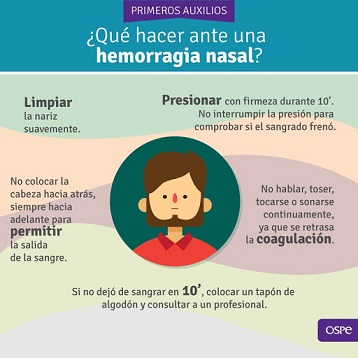 PRIMEROS AUXILIOS
¿Qué hacer ante una
hemorragia nasal?
Limpiar
la nariz
suavemente.
Presionar con firmeza durante 10’.
No interrumpir la presión para
comprobar si el sangrado frenó.
No colocar la
cabeza hacia atrás,
siempre hacia
adelante para
permitir
la salida
de la sangre.
No hablar, toser,
tocarse o sonarse
continuamente,
ya que se retrasa
la coagulación.
Si no dejó de sangrar en 10’, colocar un tapón de
algodón y consultar a un profesional.
OSPe